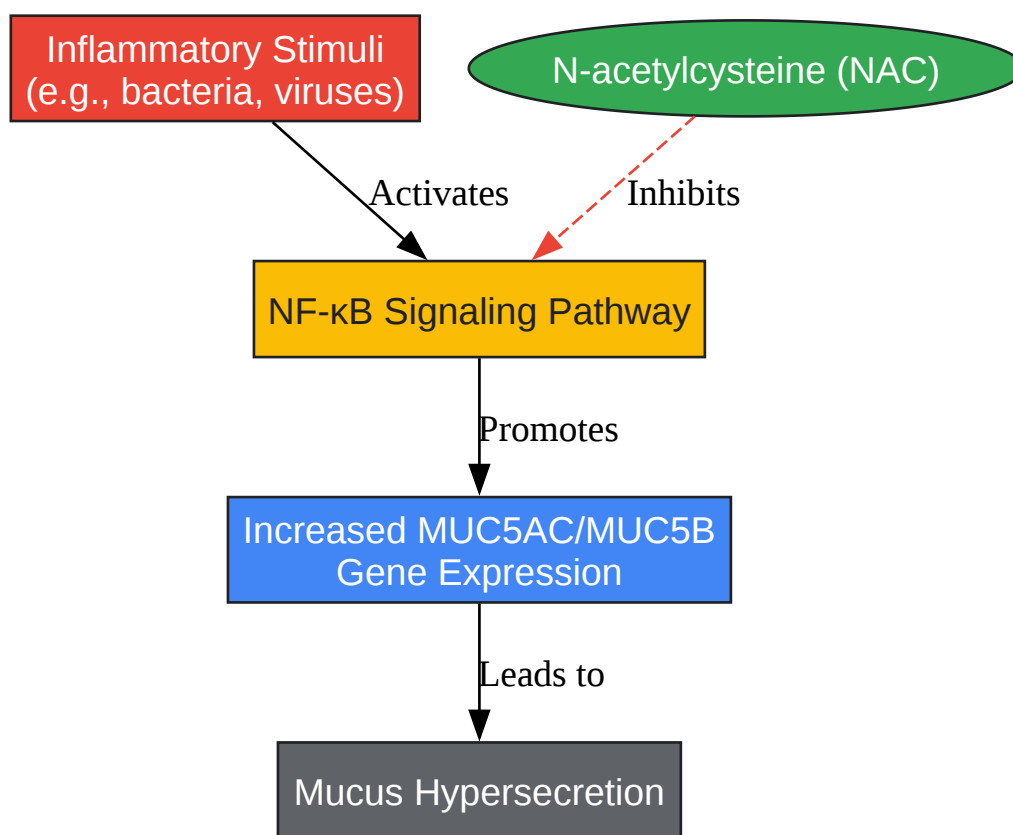 Inflammatory Stimuli
(e.g., bacteria, viruses)
N-acetylcysteine (NAC)
Activates
Inhibits
NF-κB Signaling Pathway
Promotes
Increased MUC5AC/MUC5B
Gene Expression
Leads to
Mucus Hypersecretion